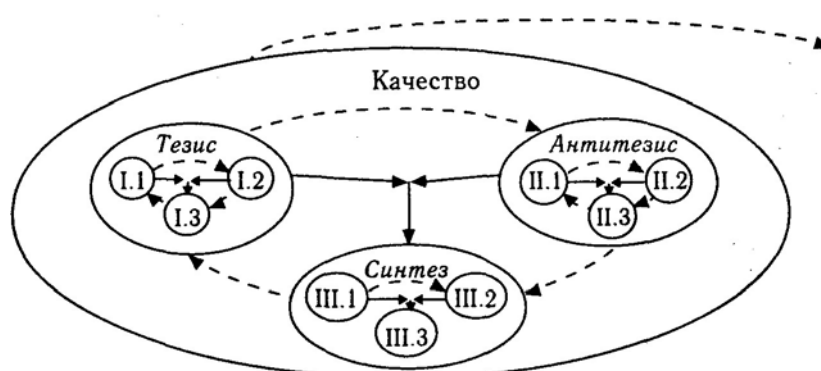 Качество
Тезис
I.1 I.2
I.3
Антитезис
II.1 II.2
II.3
Синтез
III.1 III.2
III.3